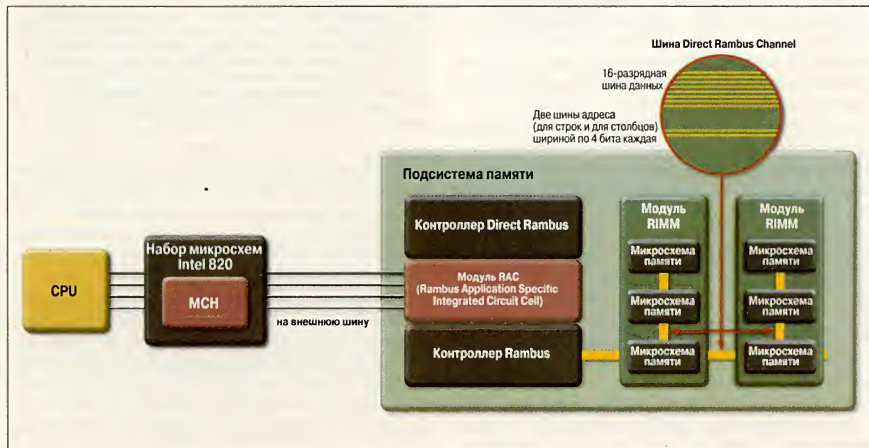 Шина Direct Rambus Channel
16-разрядная
шина данных
Две шины адреса
(для строк и для столбцов)
шириной по 4 бита каждая
Подсистема памяти
Контроллер Direct Rambus
Модуль RAC
(Rambus Application Specific
Integrated Circuit Cell)
Контроллер Rambus
Модуль
RIMM
Микросхема
памяти
Микросхема
памяти
Микросхема
памяти
Модуль
RIMM
Микросхема
памяти
Микросхема
памяти
Микросхема
памяти
Набор микросхем
Intel 820
MCH
CPU
на внешнюю шину